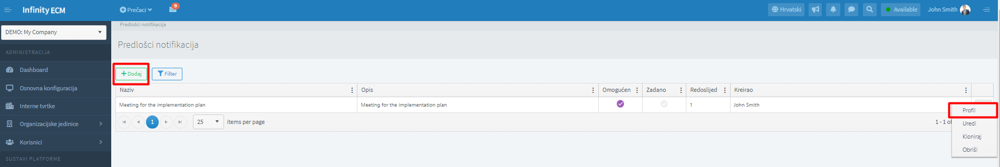 Infinity ECM
Prečaci
9
Hrvatski
Available
John Smith
DEMO: My Company
Predlošci notifikacija
Predlošci notifikacija
ADMINISTRACIJA
Dashboard
Osnovna konfiguracija
Interne tvrtke
Organizacijske jedinice
Korisnici
SUSTAVI PLATFORME
Dodaj
Filter
Naziv
Opis
Omogućen
Zadano
Redoslijed
Kreirao
Meeting for the implementation plan
Meeting for the implementation plan
1
John Smith
1
25
items per page
1 - 1 of
Profil
Uredi
Kloniraj
Obriši